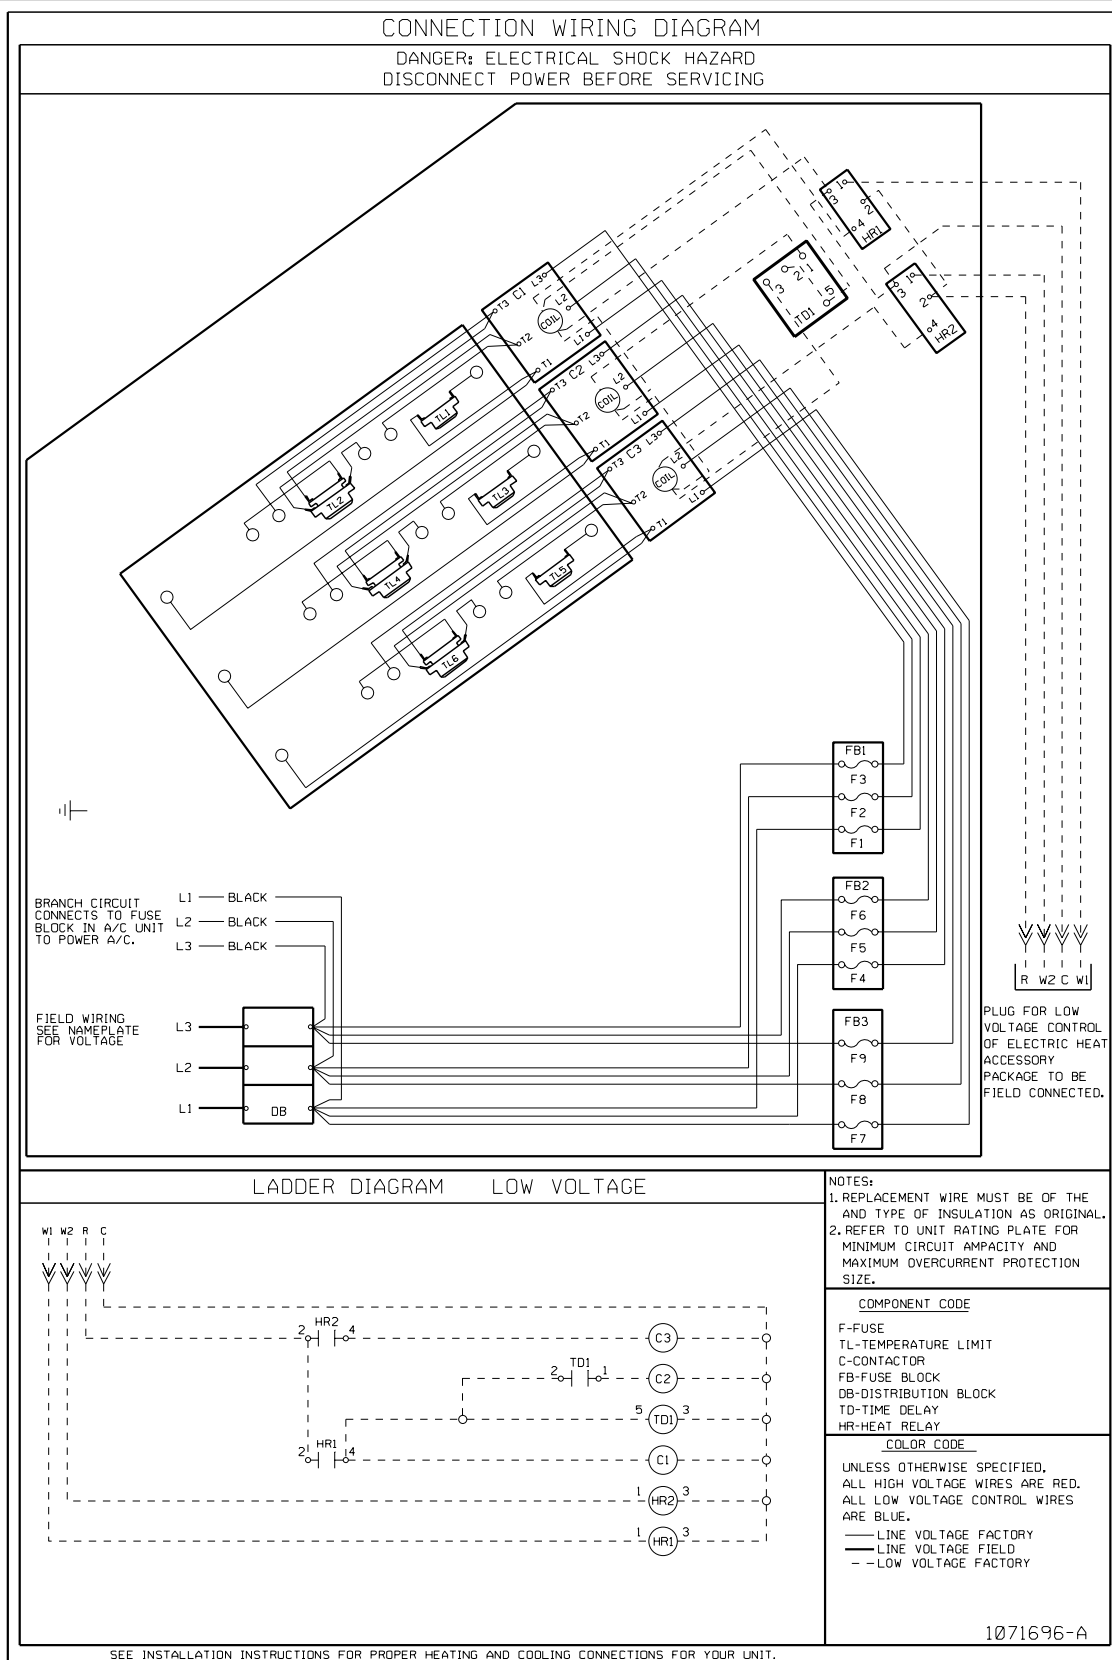 CONNECTION WIRING DIAGRAM
DANGER: ELECTRICAL SHOCK HAZARD
DISCONNECT POWER BEFORE SERVICING
1
3
2
4
HR1
3
2
1
5
TD1
1
3
2
4
HR2
T3 C1 L3
L2
COIL
T2
L1
T1
T3 C2 L3
L2
COIL
T2
L1
T1
T3 C3 L3
L2
COIL
T2
L1
T1
TL1
TL2
TL3
TL4
TL5
TL6
FB1
F3
F2
F1
FB2
F6
F5
F4
FB3
F9
F8
F7
BRANCH CIRCUIT
CONNECTS TO FUSE
BLOCK IN A/C UNIT
TO POWER A/C.
L1 BLACK
L2 BLACK
L3 BLACK
FIELD WIRING
SEE NAMEPLATE
FOR VOLTAGE
L3
L2
L1
DB
R W2 C W1
PLUG FOR LOW
VOLTAGE CONTROL
OF ELECTRIC HEAT
ACCESSORY
PACKAGE TO BE
FIELD CONNECTED.
LADDER DIAGRAM LOW VOLTAGE
W1 W2 R C
HR2
2 4
C3
TD1
2 1
C2
5 TD1 3
HR1
2 4
C1
1 HR2 3
1 HR1 3
NOTES:
1. REPLACEMENT WIRE MUST BE OF THE
AND TYPE OF INSULATION AS ORIGINAL.
2. REFER TO UNIT RATING PLATE FOR
MINIMUM CIRCUIT AMPACITY AND
MAXIMUM OVERCURRENT PROTECTION
SIZE.
COMPONENT CODE
F-FUSE
TL-TEMPERATURE LIMIT
C-CONTACTOR
FB-FUSE BLOCK
DB-DISTRIBUTION BLOCK
TD-TIME DELAY
HR-HEAT RELAY
COLOR CODE
UNLESS OTHERWISE SPECIFIED,
ALL HIGH VOLTAGE WIRES ARE RED.
ALL LOW VOLTAGE CONTROL WIRES
ARE BLUE.
LINE VOLTAGE FACTORY
LINE VOLTAGE FIELD
LOW VOLTAGE FACTORY
1071696-A
SEE INSTALLATION INSTRUCTIONS FOR PROPER HEATING AND COOLING CONNECTIONS FOR YOUR UNIT.